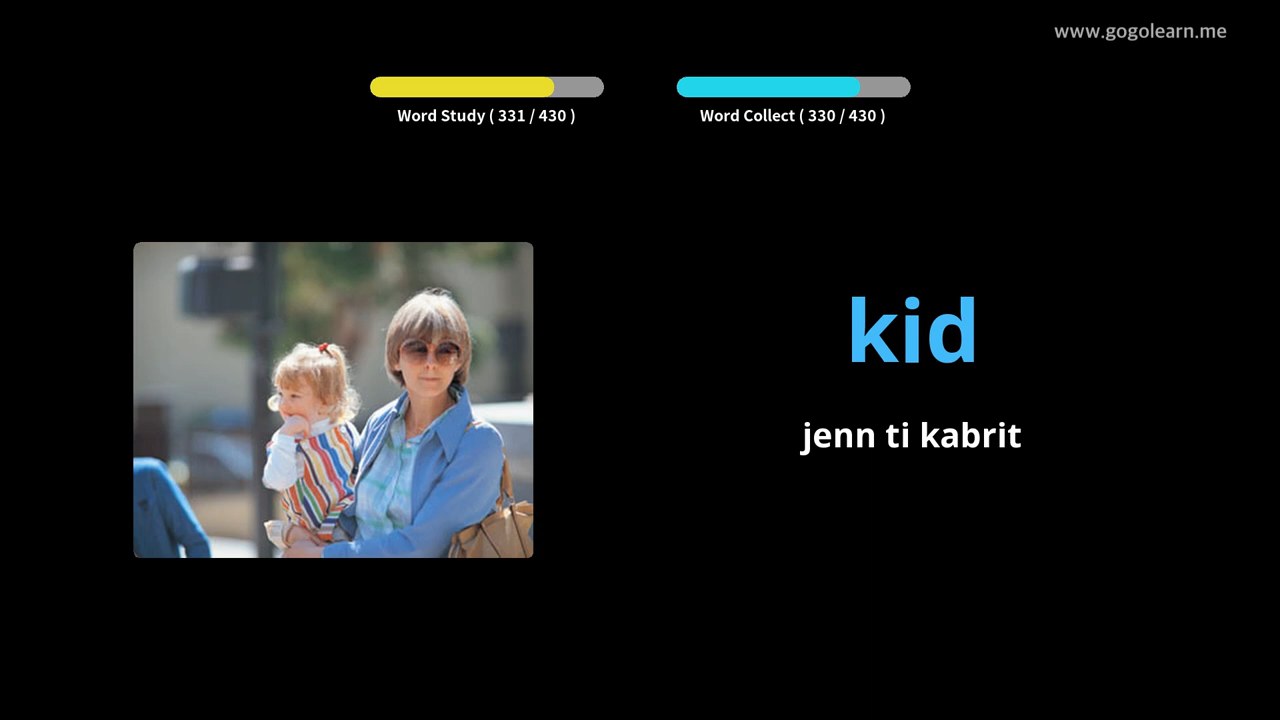 www.gogolearn.me
Word Study ( 331 / 430 )
Word Collect ( 330 / 430 )
kid
jenn ti kabrit